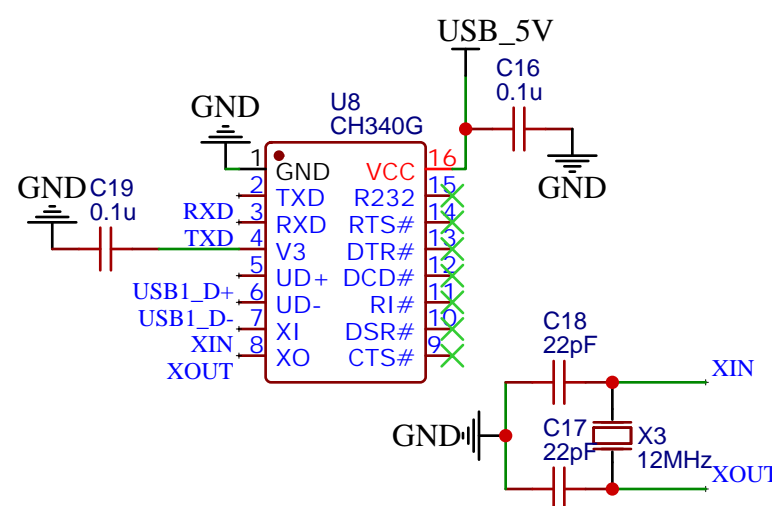 USB_5V
C16
0.1u
GND
U8
CH340G
GND
1 GND VCC 16
2 TXD R232 15
RXD 3 RXD RTS# 14
TXD 4 V3 DTR# 13
5 UD+ DCD# 12
USB1_D+ 6 UD- RI# 11
USB1_D- 7 XI DSR# 10
XIN 8 XO CTS# 9
XOUT
GND C19
0.1u
C18
22pF
XIN
GND
C17
22pF
X3
12MHz
XOUT